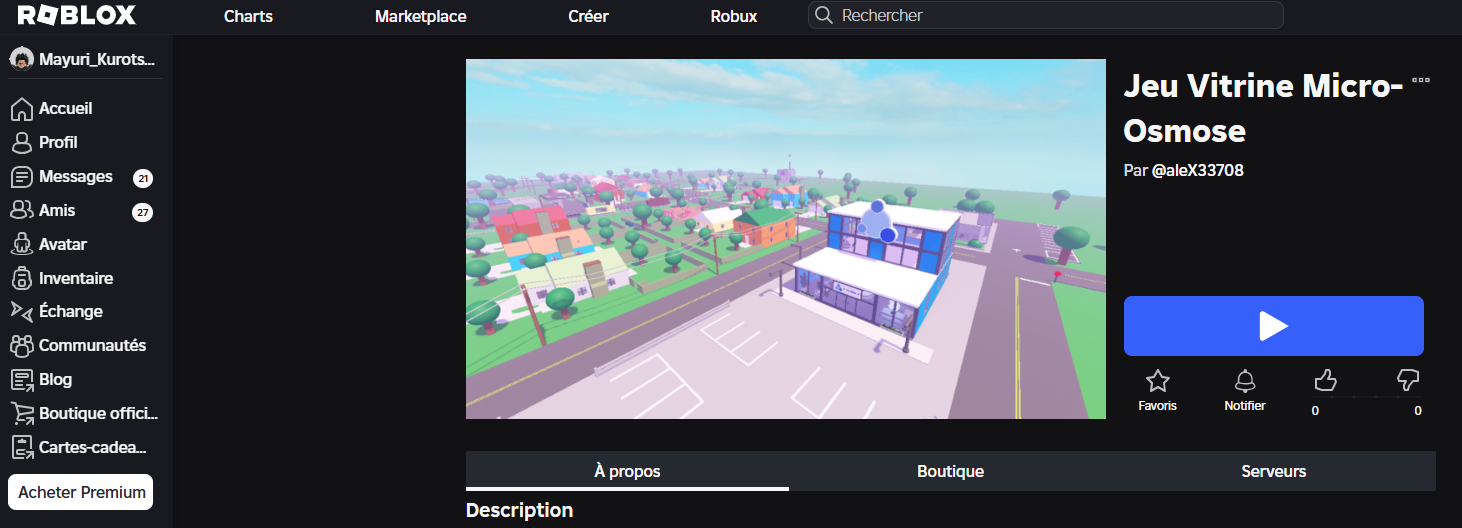 ROBLOX
Charts
Marketplace
Créer
Robux
Rechercher
Mayuri_Kurots...
Accueil
Profil
Messages 21
Amis 27
Avatar
Inventaire
Échange
Communautés
Blog
Boutique offici...
Cartes-cadea...
Acheter Premium
Jeu Vitrine Micro-
Osmose
Par @aleX33708
Favoris
Notifier
0
0
À propos
Boutique
Serveurs
Description